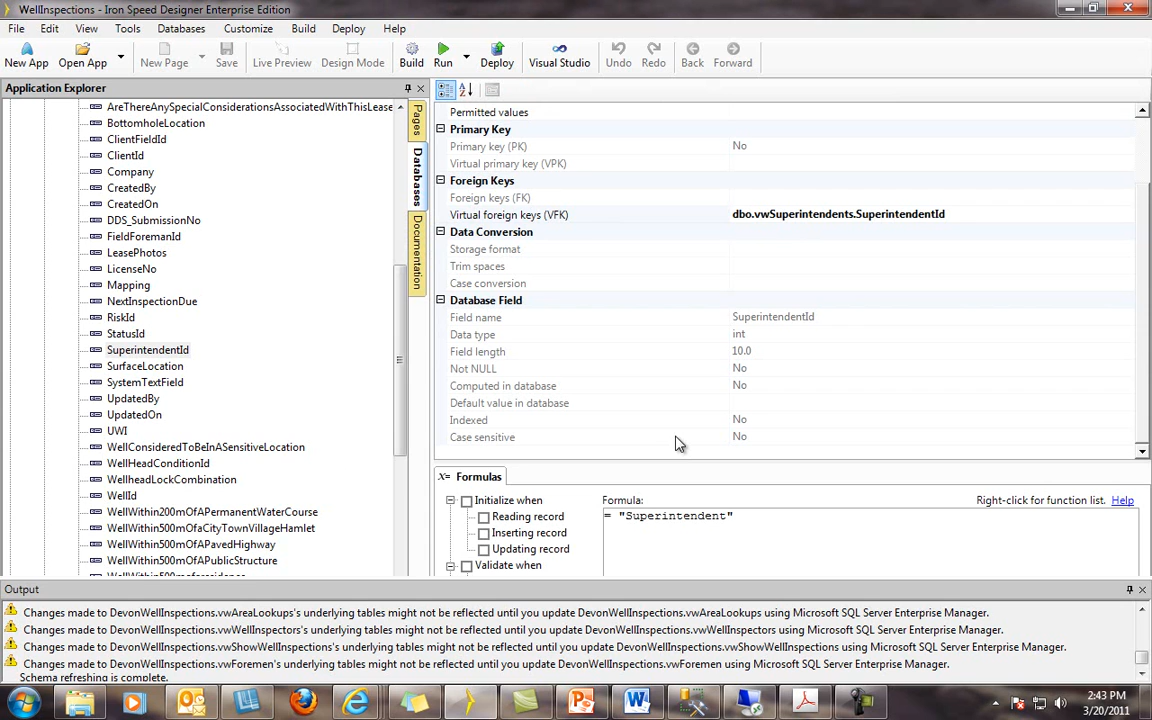 WellInspections - Iron Speed Designer Enterprise Edition
File Edit View Tools Databases Customize Build Deploy Help
New App Open App New Page Save Live Preview Design Mode Build Run Deploy Visual Studio Undo Redo Back Forward
Application Explorer
AreThereAnySpecialConsiderationsAssociatedWithThisLease
BottomholeLocation
ClientFieldId
ClientId
Company
CreatedBy
CreatedOn
DDS_SubmissionNo
FieldForemanId
LeasePhotos
LicenseNo
Mapping
NextInspectionDue
RiskId
StatusId
SuperintendentId
SurfaceLocation
SystemTextField
UpdatedBy
UpdatedOn
UWI
WellConsideredToBeInASensitiveLocation
WellHeadConditionId
WellheadLockCombination
WellId
WellWithin200mOfAPermanentWaterCourse
WellWithin500mOfaCityTownVillageHamlet
WellWithin500mOfAPavedHighway
WellWithin500mOfAPublicStructure
Pages
Databases
Documentation
Permitted values
Primary Key
Primary key (PK) No
Virtual primary key (VPK)
Foreign Keys
Foreign keys (FK)
Virtual foreign keys (VFK) dbo.vwSuperintendents.SuperintendentId
Data Conversion
Storage format
Trim spaces
Case conversion
Database Field
Field name SuperintendentId
Data type int
Field length 10.0
Not NULL No
Computed in database No
Default value in database
Indexed No
Case sensitive No
X= Formulas
Initialize when
Reading record
Inserting record
Updating record
Validate when
Formula: Right-click for function list. Help
= "Superintendent"
Output
Changes made to DevonWellInspections.vwAreaLookups's underlying tables might not be reflected until you update DevonWellInspections.vwAreaLookups using Microsoft SQL Server Enterprise Manager.
Changes made to DevonWellInspections.vwWellInspectors's underlying tables might not be reflected until you update DevonWellInspections.vwWellInspectors using Microsoft SQL Server Enterprise Manager.
Changes made to DevonWellInspections.vwShowWellInspections's underlying tables might not be reflected until you update DevonWellInspections.vwShowWellInspections using Microsoft SQL Server Enterprise Manager.
Changes made to DevonWellInspections.vwForemen's underlying tables might not be reflected until you update DevonWellInspections.vwForemen using Microsoft SQL Server Enterprise Manager.
Schema refreshing is complete.
2:43 PM
3/20/2011